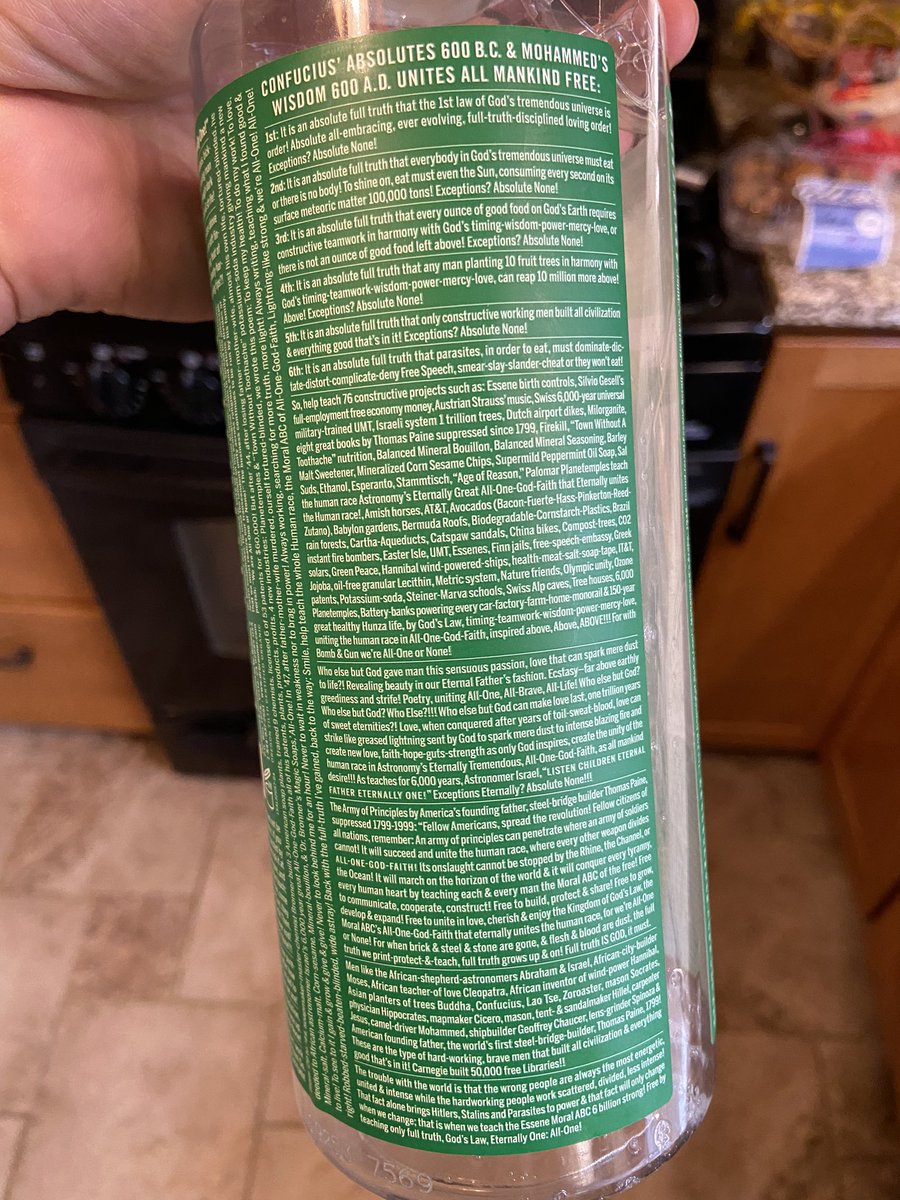 CONFUCIUS' ABSOLUTES 600 B.C. & MOHAMMED'S
WISDOM 600 A.D. UNITES ALL MANKIND FREE:
1st: It is an absolute full truth that the 1st law of God's tremendous universe is
order! Absolute all-embracing, ever evolving, full-truth-disciplined loving order!
Exceptions? Absolute None!
2nd: It is an absolute full truth that everybody in God's tremendous universe must eat
or there is no body! To shine on, eat must even the Sun, consuming every second on its
surface meteoric matter 100,000 tons! Exceptions? Absolute None!
3rd: It is an absolute full truth that every ounce of good food on God's Earth requires
constructive teamwork in harmony with God's timing-wisdom-power-mercy-love, or
there is not an ounce of good food left above! Exceptions? Absolute None!
4th: It is an absolute full truth that any man planting 10 fruit trees in harmony with
God's timing-teamwork-wisdom-power-mercy-love, can reap 10 million more above!
Above! Exceptions? Absolute None!
5th: It is an absolute full truth that only constructive working men built all civilization
& everything good that's in it! Exceptions? Absolute None!
6th: It is an absolute full truth that parasites, in order to eat, must dominate-dic-
tate-distort-complicate-deny Free Speech, smear-slay-slander-cheat or they won't eat!
So, help teach 76 constructive projects such as: Essene birth controls, Silvio Gesell's
full-employment free economy money, Austrian Strauss' music, Swiss 6,000-year universal
military-trained UMT, Israeli system 1 trillion trees, Dutch airport dikes, Milorganite,
eight great books by Thomas Paine suppressed since 1799, Firekill, "Town Without A
Toothache" nutrition, Balanced Mineral Bouillon, Balanced Mineral Seasoning, Barley
Malt Sweetener, Mineralized Corn Sesame Chips, Supermild Peppermint Oil Soap, Sal
Suds, Ethanol, Esperanto, Stammtisch, "Age of Reason," Palomar Planetemples teach
the human race Astronomy's Eternally Great All-One-God-Faith that Eternally unites
the Human race!, Amish horses, AT&T, Avocados (Bacon-Fuerte-Hass-Pinkerton-Reed-
Zutano), Babylon gardens, Bermuda Roofs, Biodegradable-Cornstarch-Plastics, Brazil
rain forests, Cartha-Aqueducts, Catspaw sandals, China bikes, Compost-trees, CO2
instant fire bombers, Easter Isle, UMT, Essenes, Finn jails, free-speech-embassy, Greek
solars, Green Peace, Hannibal wind-powered-ships, health-meat-salt-soap-tape, IT&T,
Jojoba, oil-free granular Lecithin, Metric system, Nature friends, Olympic unity, Ozone
patents, Potassium-soda, Steiner-Marva schools, Swiss Alp caves, Tree houses, 6,000
Planetemples, Battery-banks powering every car-factory-farm-home-monorail & 150-year
great healthy Hunza life, by God's Law, timing-teamwork-wisdom-power-mercy-love,
uniting the human race in All-One-God-Faith, inspired above, Above, ABOVE!!! For with
Bomb & Gun we're All-One or None!
Who else but God gave man this sensuous passion, love that can spark mere dust
to life?! Revealing beauty in our Eternal Father's fashion. Ecstasy—far above earthly
greediness and strife! Poetry, uniting All-One, All-Brave, All-Life! Who else but God?
Who else but God? Who Else?!!! Who else but God can make love last, one trillion years
of sweet eternities?! Love, when conquered after years of toil-sweat-blood, love can
strike like greased lightning sent by God to spark mere dust to intense blazing fire and
create new love, faith-hope-guts-strength as only God inspires, create the unity of the
human race in Astronomy's Eternally Tremendous, All-One-God-Faith, as all mankind
desire!!! As teaches for 6,000 years, Astronomer Israel, "LISTEN CHILDREN ETERNAL
FATHER ETERNALLY ONE!" Exceptions Eternally? Absolute None!!!
The Army of Principles by America's founding father, steel-bridge builder Thomas Paine,
suppressed 1799-1999: "Fellow Americans, spread the revolution! Fellow citizens of
all nations, remember: An army of principles can penetrate where an army of soldiers
cannot! It will succeed and unite the human race, where every other weapon divides
ALL-ONE-GOD-FAITH! Its onslaught cannot be stopped by the Rhine, the Channel, or
the Ocean! It will march on the horizon of the world & it will conquer every tyranny,
every human heart by teaching each & every man the Moral ABC of the free! Free
to communicate, cooperate, construct! Free to build, protect & share! Free to grow,
develop & expand! Free to unite in love, cherish & enjoy the Kingdom of God's Law, the
Moral ABC's All-One-God-Faith that eternally unites the human race, for we're All-One
or None! For when brick & steel & stone are gone, & flesh & blood are dust, the full
truth we print-protect-&-teach, full truth grows up & on! Full truth IS GOD, it must.
Men like the African-shepherd-astronomers Abraham & Israel, African-city-builder
Moses, African teacher-of love Cleopatra, African inventor of wind-power Hannibal,
Asian planters of trees Buddha, Confucius, Lao Tse, Zoroaster, mason Socrates,
physician Hippocrates, mapmaker Cicero, mason, tent- & sandalmaker Hillel, carpenter
Jesus, camel-driver Mohammed, shipbuilder Geoffrey Chaucer, lens-grinder Spinoza &
American founding father, the world's first steel-bridge-builder, Thomas Paine, 1799!
These are the type of hard-working, brave men that built all civilization & everything
good that's in it! Carnegie built 50,000 free Libraries!!
The trouble with the world is that the wrong people are always the most energetic,
united & intense while the hardworking people work scattered, divided, less intense!
That fact alone brings Hitlers, Stalins and Parasites to power & that fact will only change
when we change; that is when we teach the Essene Moral ABC 6 billion strong! Free by
teaching only full truth, God's Law, Eternally One: All-One!
7569